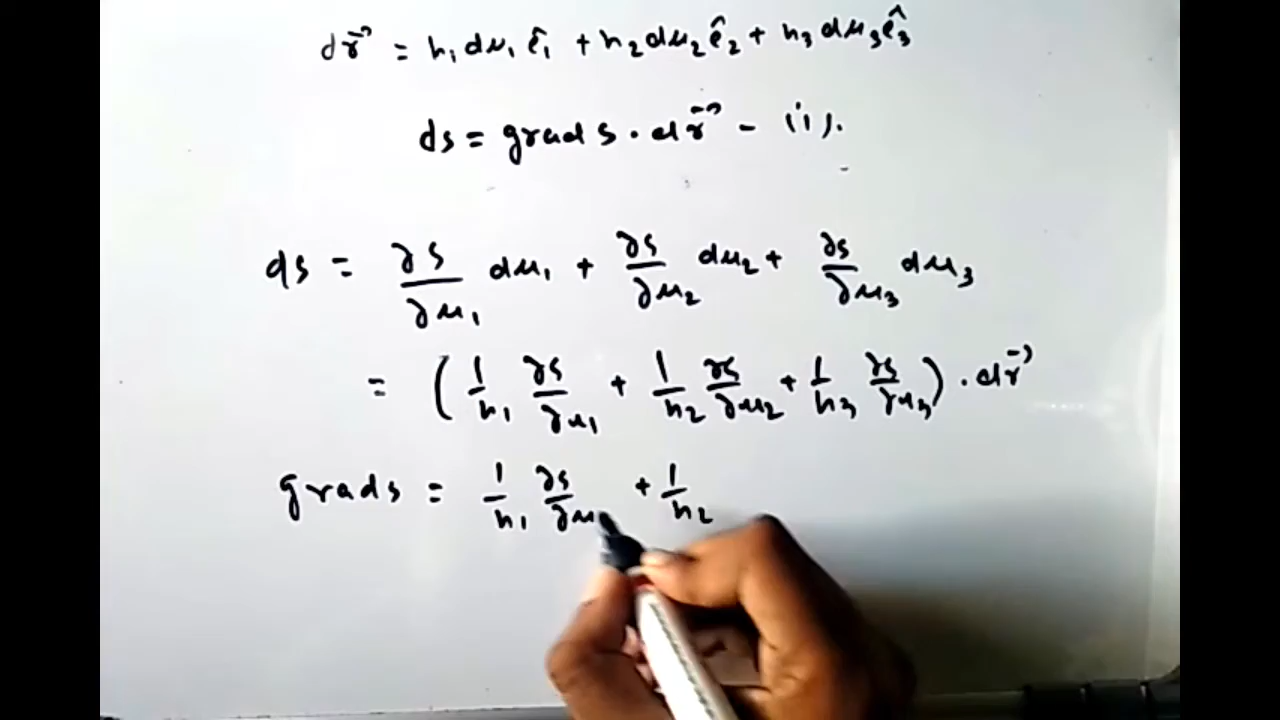 dr⃗ = h₁du₁ê₁ + h₂du₂ê₂ + h₃du₃ê₃
ds = grad s · dr⃗ – (i).
ds = ∂s/∂u₁ du₁ + ∂s/∂u₂ du₂ + ∂s/∂u₃ du₃
= (1/h₁ ∂s/∂u₁ + 1/h₂ ∂s/∂u₂ + 1/h₃ ∂s/∂u₃) · dr⃗
grad s = 1/h₁ ∂s/∂u + 1/h₂